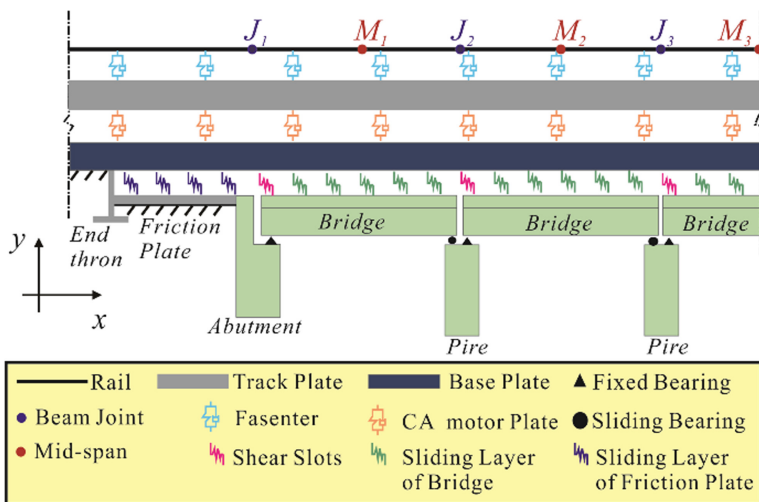 J1 M1 J2 M2 J3 M3
Bridge Bridge Bridge
End
thron
Friction
Plate
y
x
Abutment
Pire
Pire
Rail Track Plate Base Plate Fixed Bearing
Beam Joint Fasenter CA motor Plate Sliding Bearing
Mid-span Shear Slots Sliding Layer
of Bridge
Sliding Layer
of Friction Plate